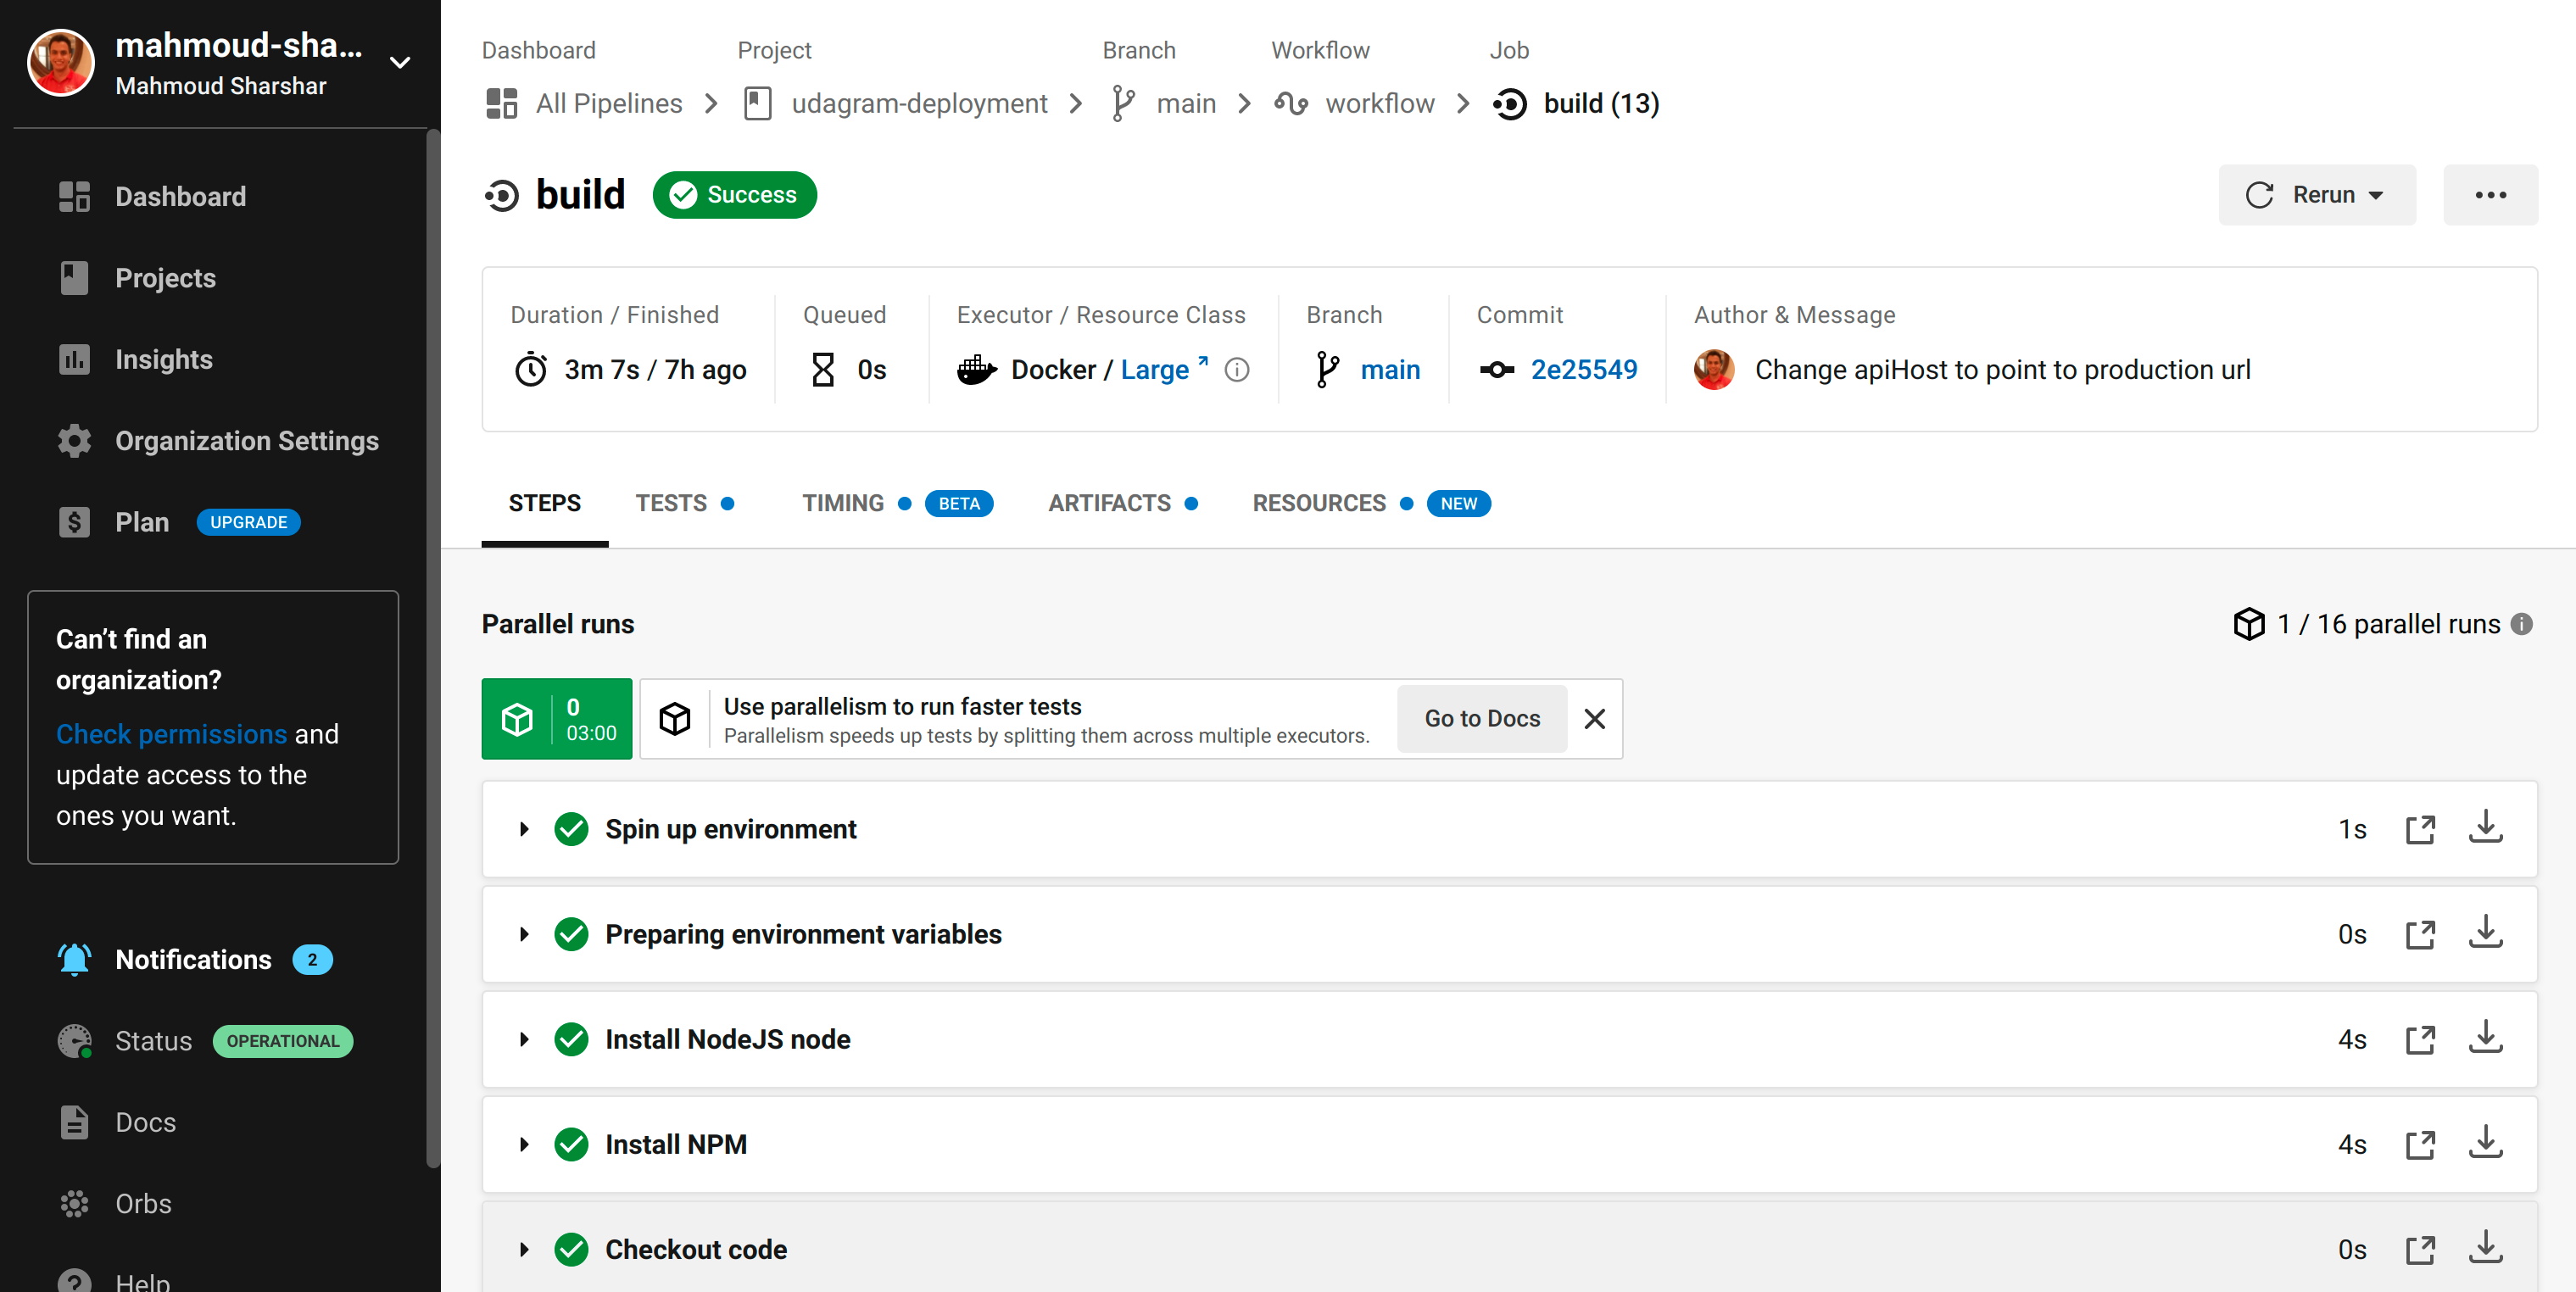 mahmoud-sha...
Mahmoud Sharshar
Dashboard
Projects
Insights
Organization Settings
Plan UPGRADE
Can’t find an
organization?
Check permissions and
update access to the
ones you want.
Notifications 2
Status OPERATIONAL
Docs
Orbs
Help
Dashboard Project Branch Workflow Job
All Pipelines udagram-deployment main workflow build (13)
build Success
Rerun
Duration / Finished Queued Executor / Resource Class Branch Commit Author & Message
3m 7s / 7h ago 0s Docker / Large main 2e25549 Change apiHost to point to production url
STEPS TESTS TIMING BETA ARTIFACTS RESOURCES NEW
Parallel runs
1 / 16 parallel runs
0
03:00
Use parallelism to run faster tests
Parallelism speeds up tests by splitting them across multiple executors.
Go to Docs
Spin up environment 1s
Preparing environment variables 0s
Install NodeJS node 4s
Install NPM 4s
Checkout code 0s